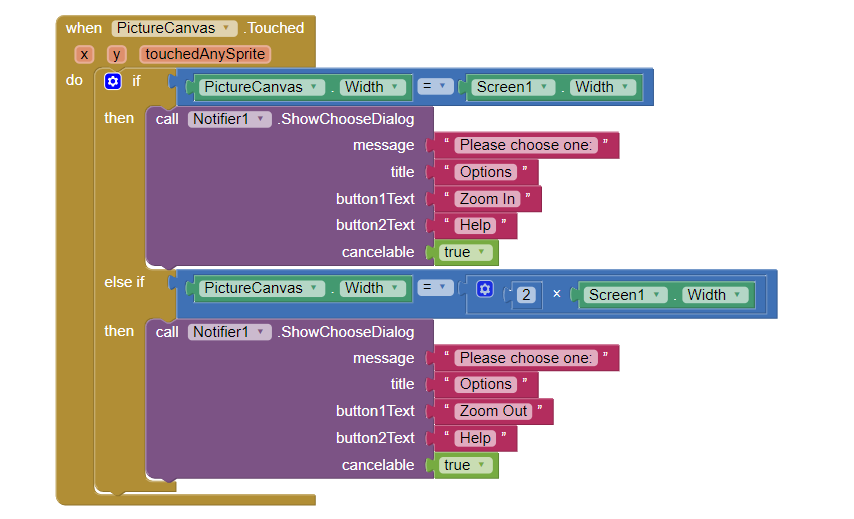 when PictureCanvas .Touched
x y touchedAnySprite
do if PictureCanvas . Width = Screen1 . Width
then call Notifier1 .ShowChooseDialog
message “ Please choose one: ”
title “ Options ”
button1Text “ Zoom In ”
button2Text “ Help ”
cancelable true
else if PictureCanvas . Width = 2 × Screen1 . Width
then call Notifier1 .ShowChooseDialog
message “ Please choose one: ”
title “ Options ”
button1Text “ Zoom Out ”
button2Text “ Help ”
cancelable true